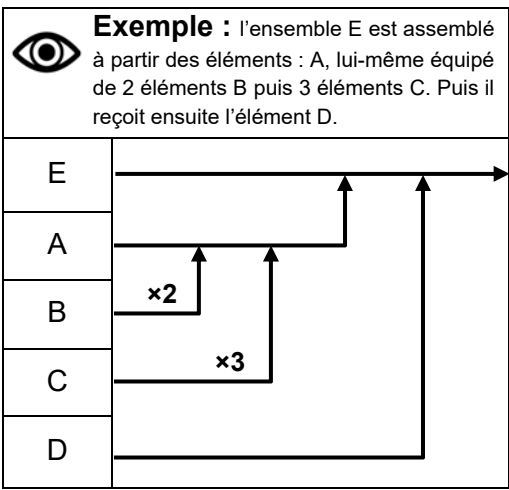 Exemple : l'ensemble E est assemblé
à partir des éléments : A, lui-même équipé
de 2 éléments B puis 3 éléments C. Puis il
reçoit ensuite l'élément D.
E
A
×2
B
×3
C
D